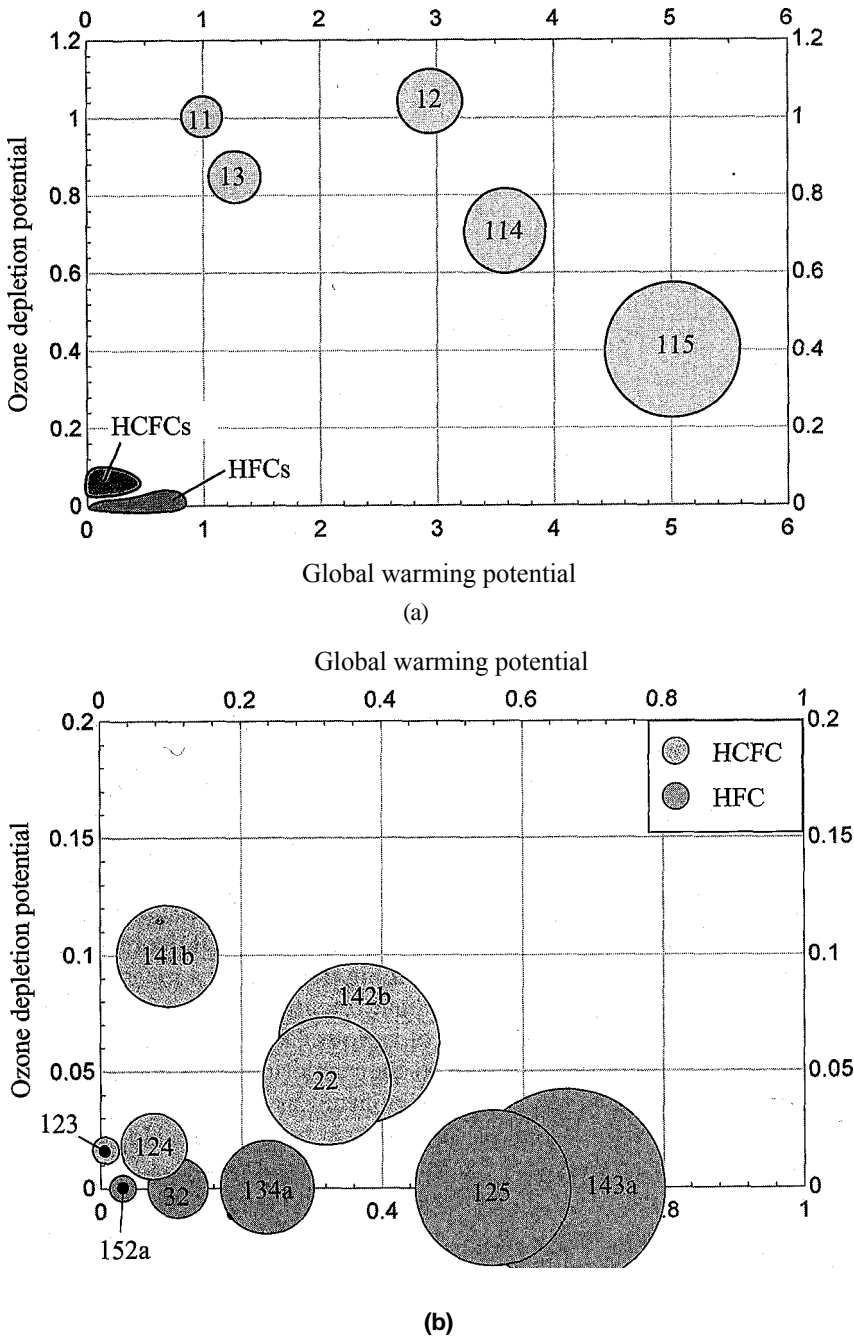 0 1 2 3 4 5 6
1.2 1.2
12
11
1 1
13
0.8 0.8
114
0.6 0.6
115
0.4 0.4
Ozone depletion potential
HCFCs
0.2 0.2
HFCs
0 0
0 1 2 3 4 5 6
Global warming potential
(a)
Global warming potential
0 0.2 0.4 0.6 0.8 1
0.2 0.2
HCFC
HFC
0.15 0.15
Ozone depletion potential
0.1 0.1
141b
142b
0.05 0.05
22
123
124
0 0
32
134a
125
143a
0 0.4 .8 1
152a
(b)